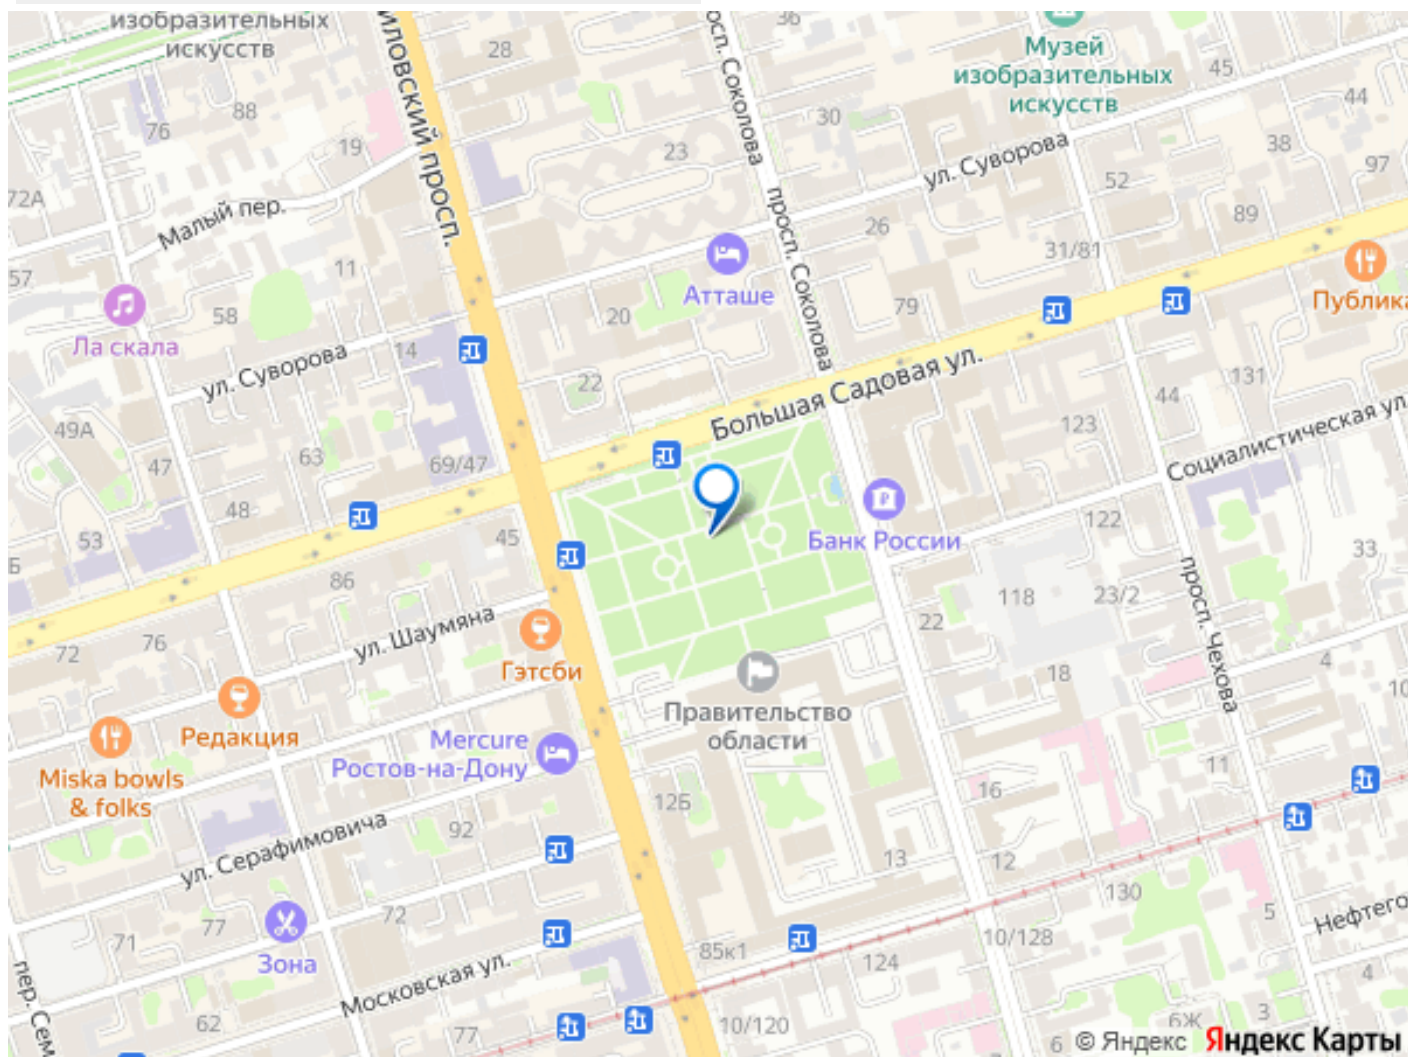 изобразительных
искусств
28
36
Музей
изобразительных
искусств
45
44
88
76
19
иловский просп.
осп. Соколова
30
23
ул. Суворова
38
97
72А
Малый пер.
просп. Соколова
52
89
57
11
26
31/81
Атташе
Публика
58
20
79
Ла скала
14
ул. Суворова
22
Большая Садовая ул.
131
44
49А
63
69/47
123
Социалистическая ул
47
48
Банк России
122
53
45
Б
86
33
118
23/2
просп. Чехова
76
72
ул. Шаумяна
Гэтсби
22
4
18
10
Правительство
области
Редакция
Mercure
Ростов-на-Дону
Miska bowls
& folks
11
16
12Б
92
ул. Серафимовича
13
12
130
72
77
71
5
Нефтего
Зона
85к1
10/128
124
4
пер. Сем
Московская ул.
62
77
10/120
6Ж
3
6
© Яндекс Яндекс Карты